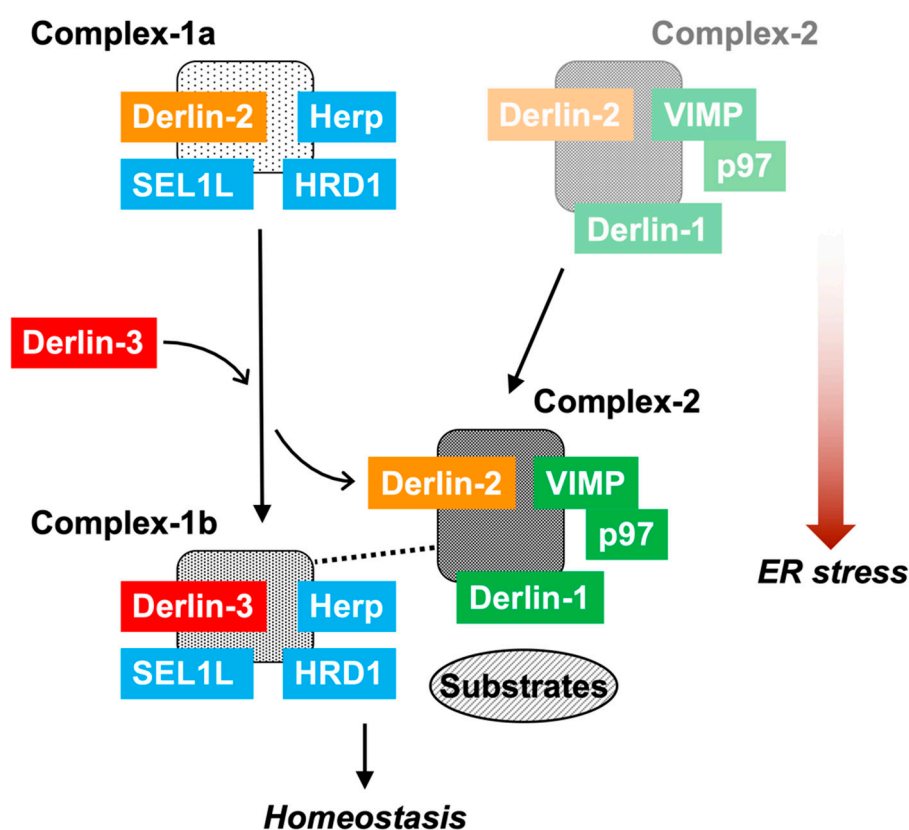 Complex-1a
Complex-2
Derlin-2
Herp
SEL1L
HRD1
Derlin-2
VIMP
p97
Derlin-1
Derlin-3
Complex-2
Derlin-2
VIMP
p97
Derlin-1
Complex-1b
Derlin-3
Herp
SEL1L
HRD1
Substrates
ER stress
Homeostasis